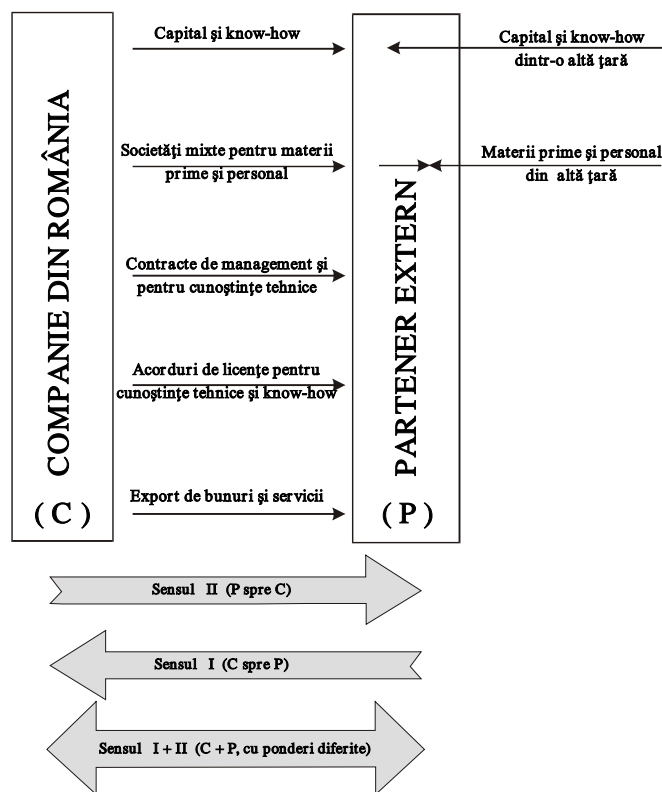 Capital şi know-how
Capital şi know-how
dintr-o altă ţară
COMPANIE DIN ROMÂNIA
Societăţi mixte pentru materii
prime şi personal
Materii prime şi personal
din altă ţară
PARTENER EXTERN
Contracte de management şi
pentru cunoştinţe tehnice
Acorduri de licenţe pentru
cunoştinţe tehnice şi know-how
Export de bunuri şi servicii
( C )
( P )
Sensul II (P spre C)
Sensul I (C spre P)
Sensul I + II (C + P, cu ponderi diferite)